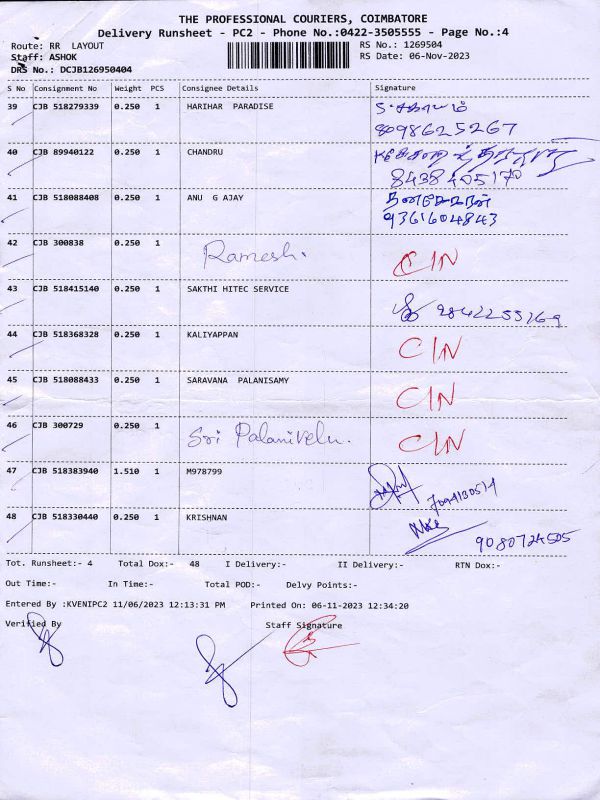 THE PROFESSIONAL COURIERS, COIMBATORE
Delivery Runsheet - PC2 - Phone No.:0422-3505555 - Page No.:4
Route: RR LAYOUT RS No.: 1269504
Staff: ASHOK RS Date: 06-Nov-2023
DRS No.: DCJB126950404
S No Consignment No Weight PCS Consignee Details Signature
39 CJB 518279339 0.250 1 HARIHAR PARADISE
8098625267
40 CJB 89940122 0.250 1 CHANDRU
8438405170
41 CJB 518088408 0.250 1 ANU G AJAY
9361604843
42 CJB 300838 0.250 1 Ramesh. CIN
43 CJB 518415140 0.250 1 SAKTHI HITEC SERVICE
44 CJB 518368328 0.250 1 KALIYAPPAN CIN
45 CJB 518088433 0.250 1 SARAVANA PALANISAMY CIN
46 CJB 300729 0.250 1 Sri Palanivelu. CIN
47 CJB 518383940 1.510 1 M978799
7094130514
48 CJB 518330440 0.250 1 KRISHNAN
9080724505
Tot. Runsheet:- 4 Total Dox:- 48 I Delivery:- II Delivery:- RTN Dox:-
Out Time:- In Time:- Total POD:- Delvy Points:-
Entered By :KVENIPC2 11/06/2023 12:13:31 PM Printed On: 06-11-2023 12:34:20
Verified By Staff Signature